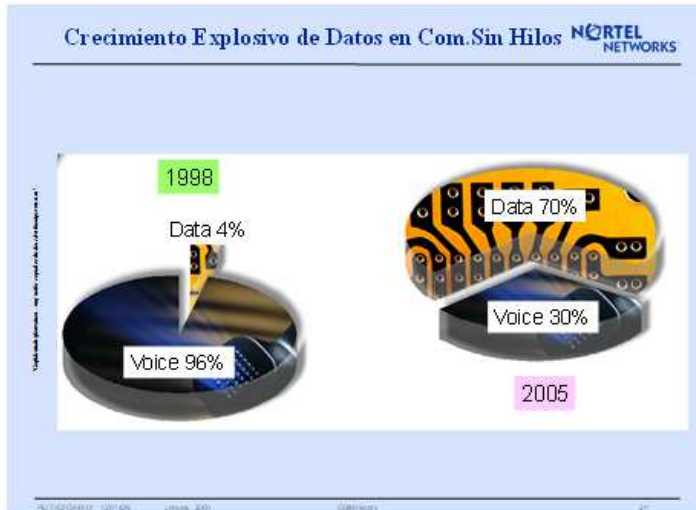 Crecimiento Explosivo de Datos en Com.Sin Hilos
NORTEL
NETWORKS
1998
Data 4%
Voice 96%
Data 70%
Voice 30%
2005